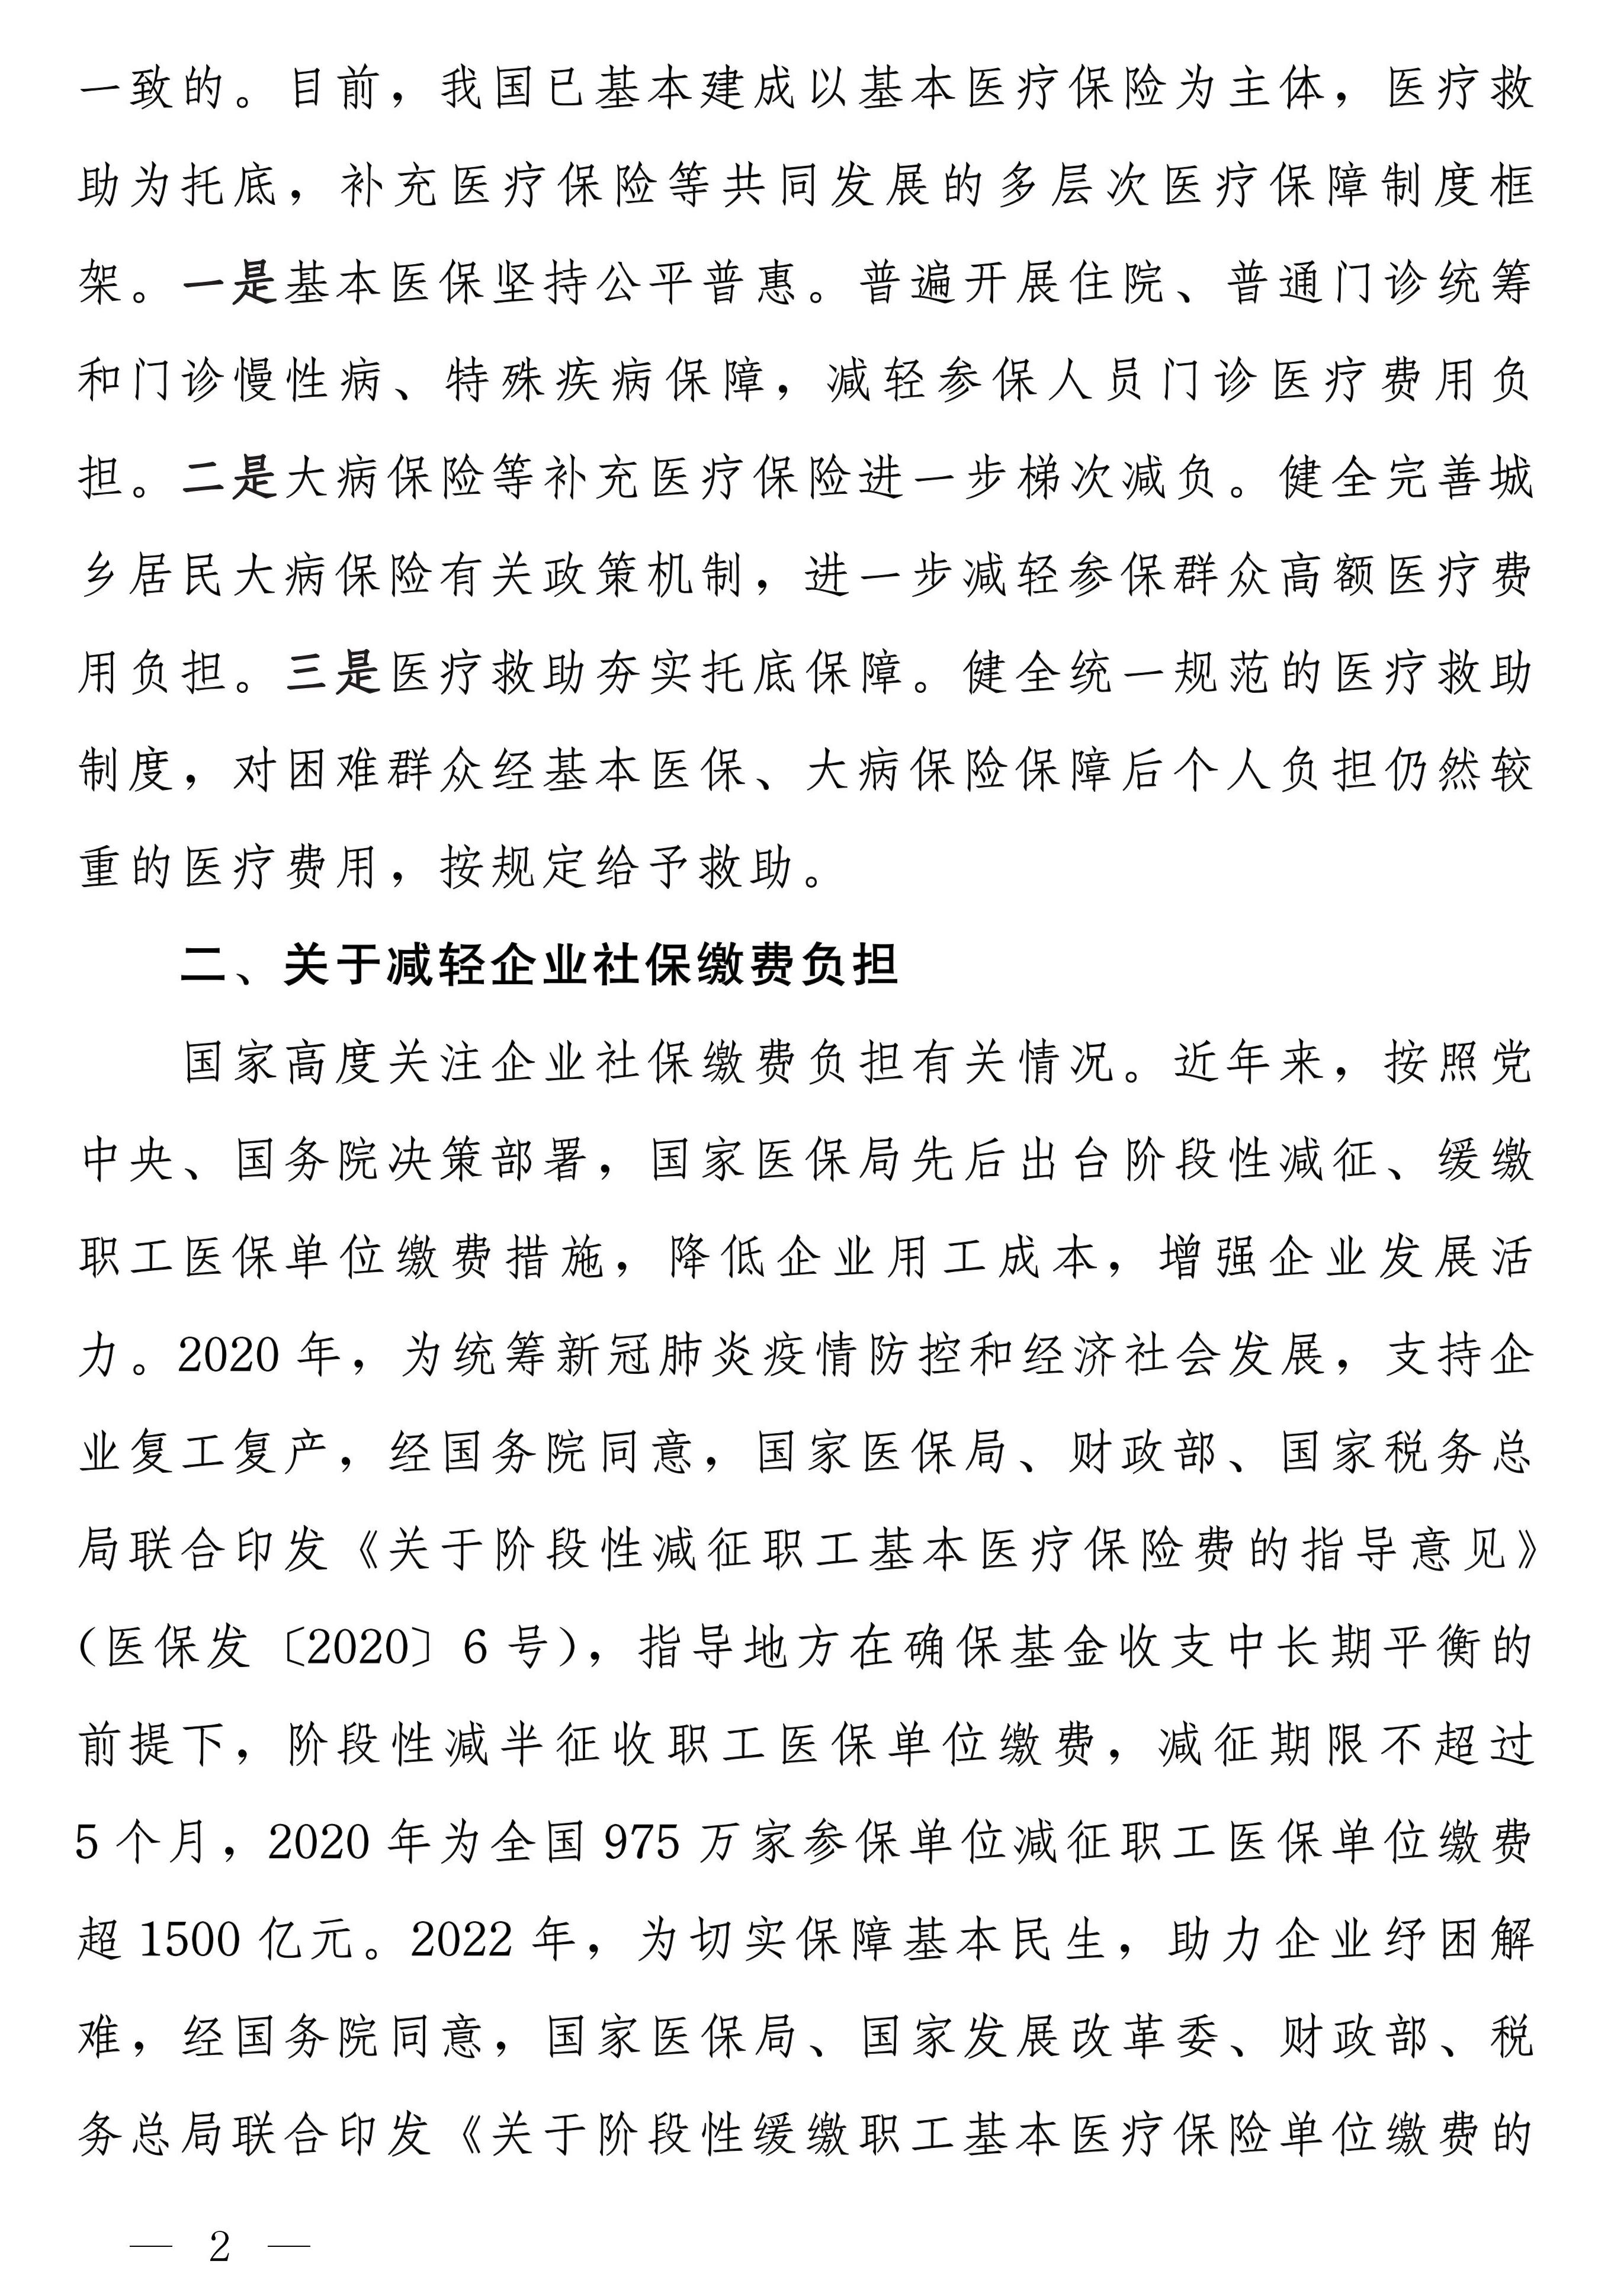 一致的。目前，我国已基本建成以基本医疗保险为主体，医疗救
助为托底，补充医疗保险等共同发展的多层次医疗保障制度框
架。一是基本医保坚持公平普惠。普遍开展住院、普通门诊统筹
和门诊慢性病、特殊疾病保障，减轻参保人员门诊医疗费用负
担。二是大病保险等补充医疗保险进一步梯次减负。健全完善城
乡居民大病保险有关政策机制，进一步减轻参保群众高额医疗费
用负担。三是医疗救助夯实托底保障。健全统一规范的医疗救助
制度，对困难群众经基本医保、大病保险保障后个人负担仍然较
重的医疗费用，按规定给予救助。
二、关于减轻企业社保缴费负担
国家高度关注企业社保缴费负担有关情况。近年来，按照党
中央、国务院决策部署，国家医保局先后出台阶段性减征、缓缴
职工医保单位缴费措施，降低企业用工成本，增强企业发展活
力。2020 年，为统筹新冠肺炎疫情防控和经济社会发展，支持企
业复工复产，经国务院同意，国家医保局、财政部、国家税务总
局联合印发《关于阶段性减征职工基本医疗保险费的指导意见》
（医保发〔2020〕6 号），指导地方在确保基金收支中长期平衡的
前提下，阶段性减半征收职工医保单位缴费，减征期限不超过
5 个月，2020 年为全国 975 万家参保单位减征职工医保单位缴费
超 1500 亿元。2022 年，为切实保障基本民生，助力企业纾困解
难，经国务院同意，国家医保局、国家发展改革委、财政部、税
务总局联合印发《关于阶段性缓缴职工基本医疗保险单位缴费的
— 2 —